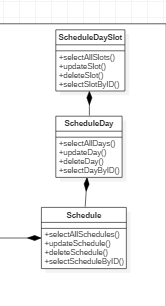 ScheduleDaySlot
+selectAllSlots()
+updateSlot()
+deleteSlot()
+selectSlotByID()
ScheduleDay
+selectAllDays()
+updateDay()
+deleteDay()
+selectDayByID()
Schedule
+selectAllSchedules()
+updateSchedule()
+deleteSchedule()
+selectScheduleByID()